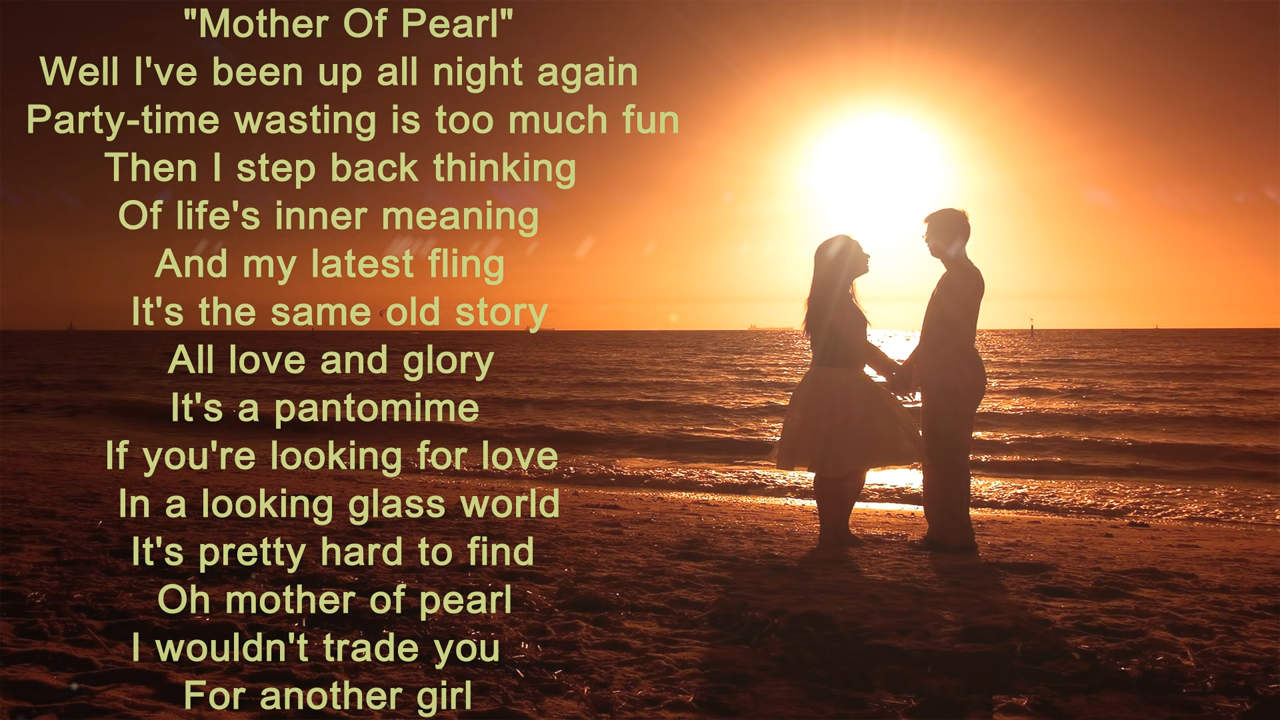 "Mother Of Pearl"
Well I've been up all night again
Party-time wasting is too much fun
Then I step back thinking
Of life's inner meaning
And my latest fling
It's the same old story
All love and glory
It's a pantomime
If you're looking for love
In a looking glass world
It's pretty hard to find
Oh mother of pearl
I wouldn't trade you
For another girl